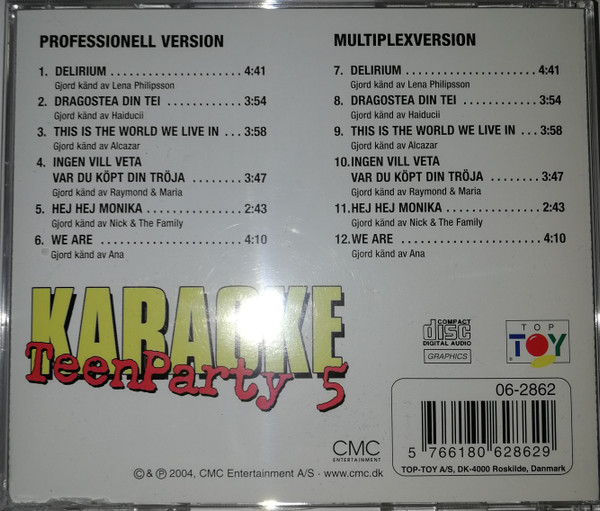 PROFESSIONELL VERSION
1. DELIRIUM ........................ 4:41
Gjord känd av Lena Philipsson
2. DRAGOSTEA DIN TEI ............. 3:54
Gjord känd av Haiducii
3. THIS IS THE WORLD WE LIVE IN ... 3:58
Gjord känd av Alcazar
4. INGEN VILL VETA
VAR DU KÖPT DIN TRÖJA ........ 3:47
Gjord känd av Raymond & Maria
5. HEJ HEJ MONIKA ................. 2:43
Gjord känd av Nick & The Family
6. WE ARE ......................... 4:10
Gjord känd av Ana
MULTIPLEXVERSION
7. DELIRIUM ........................ 4:41
Gjord känd av Lena Philipsson
8. DRAGOSTEA DIN TEI ............. 3:54
Gjord känd av Haiducii
9. THIS IS THE WORLD WE LIVE IN ... 3:58
Gjord känd av Alcazar
10. INGEN VILL VETA
VAR DU KÖPT DIN TRÖJA ........ 3:47
Gjord känd av Raymond & Maria
11. HEJ HEJ MONIKA ................. 2:43
Gjord känd av Nick & The Family
12. WE ARE ......................... 4:10
Gjord känd av Ana
KARAOKE
TeenParty 5
COMPACT
disc
DIGITAL AUDIO
GRAPHICS
TOP
TOY
®
06-2862
5 766180 628629
TOP-TOY A/S, DK-4000 Roskilde, Danmark
CMC
ENTERTAINMENT
© & ℗ 2004, CMC Entertainment A/S · www.cmc.dk